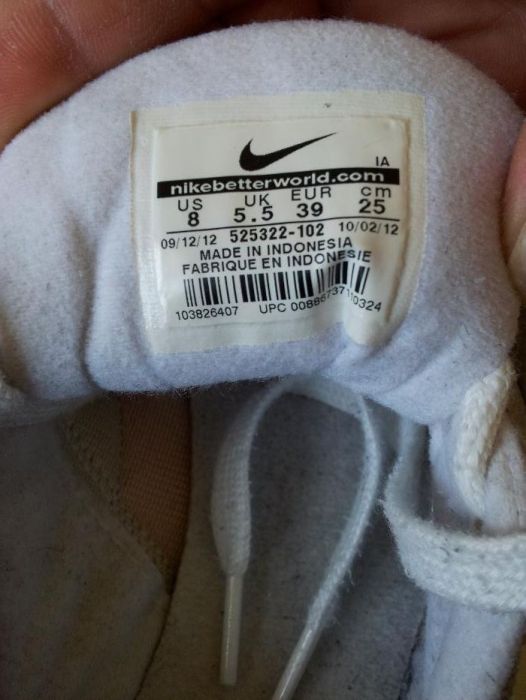 IA
nikebetterworld.com
US UK EUR cm
8 5.5 39 25
09/12/12 525322-102 10/02/12
MADE IN INDONESIA
FABRIQUE EN INDONESIE
103826407 UPC